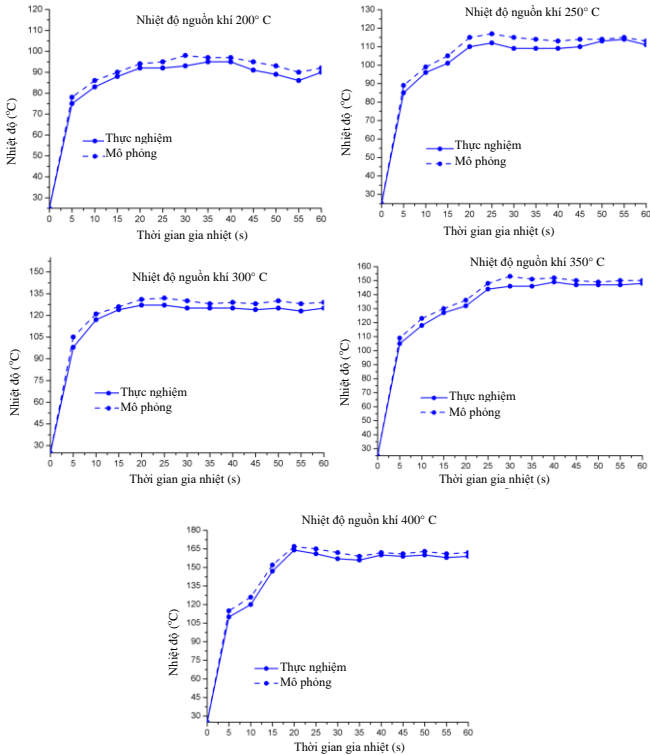 Nhiệt độ nguồn khí 200° C
Nhiệt độ (°C)
120
110
100
90
80
70
60
50
40
30
Thực nghiệm
Mô phỏng
0 5 10 15 20 25 30 35 40 45 50 55 60
Thời gian gia nhiệt (s)
Nhiệt độ nguồn khí 250° C
Nhiệt độ (°C)
130
120
110
100
90
80
70
60
50
40
30
Thực nghiệm
Mô phỏng
0 5 10 15 20 25 30 35 40 45 50 55 60
Thời gian gia nhiệt (s)
Nhiệt độ nguồn khí 300° C
Nhiệt độ (°C)
150
135
120
105
90
75
60
45
30
Thực nghiệm
Mô phỏng
0 5 10 15 20 25 30 35 40 45 50 55 60
Thời gian gia nhiệt (s)
Nhiệt độ nguồn khí 350° C
Nhiệt độ (°C)
160
150
140
130
120
110
100
90
80
70
60
50
40
30
Thực nghiệm
Mô phỏng
0 5 10 15 20 25 30 35 40 45 50 55 60
Thời gian gia nhiệt (s)
Nhiệt độ nguồn khí 400° C
Nhiệt độ (°C)
180
165
150
135
120
105
90
75
60
45
30
Thực nghiệm
Mô phỏng
0 5 10 15 20 25 30 35 40 45 50 55 60
Thời gian gia nhiệt (s)